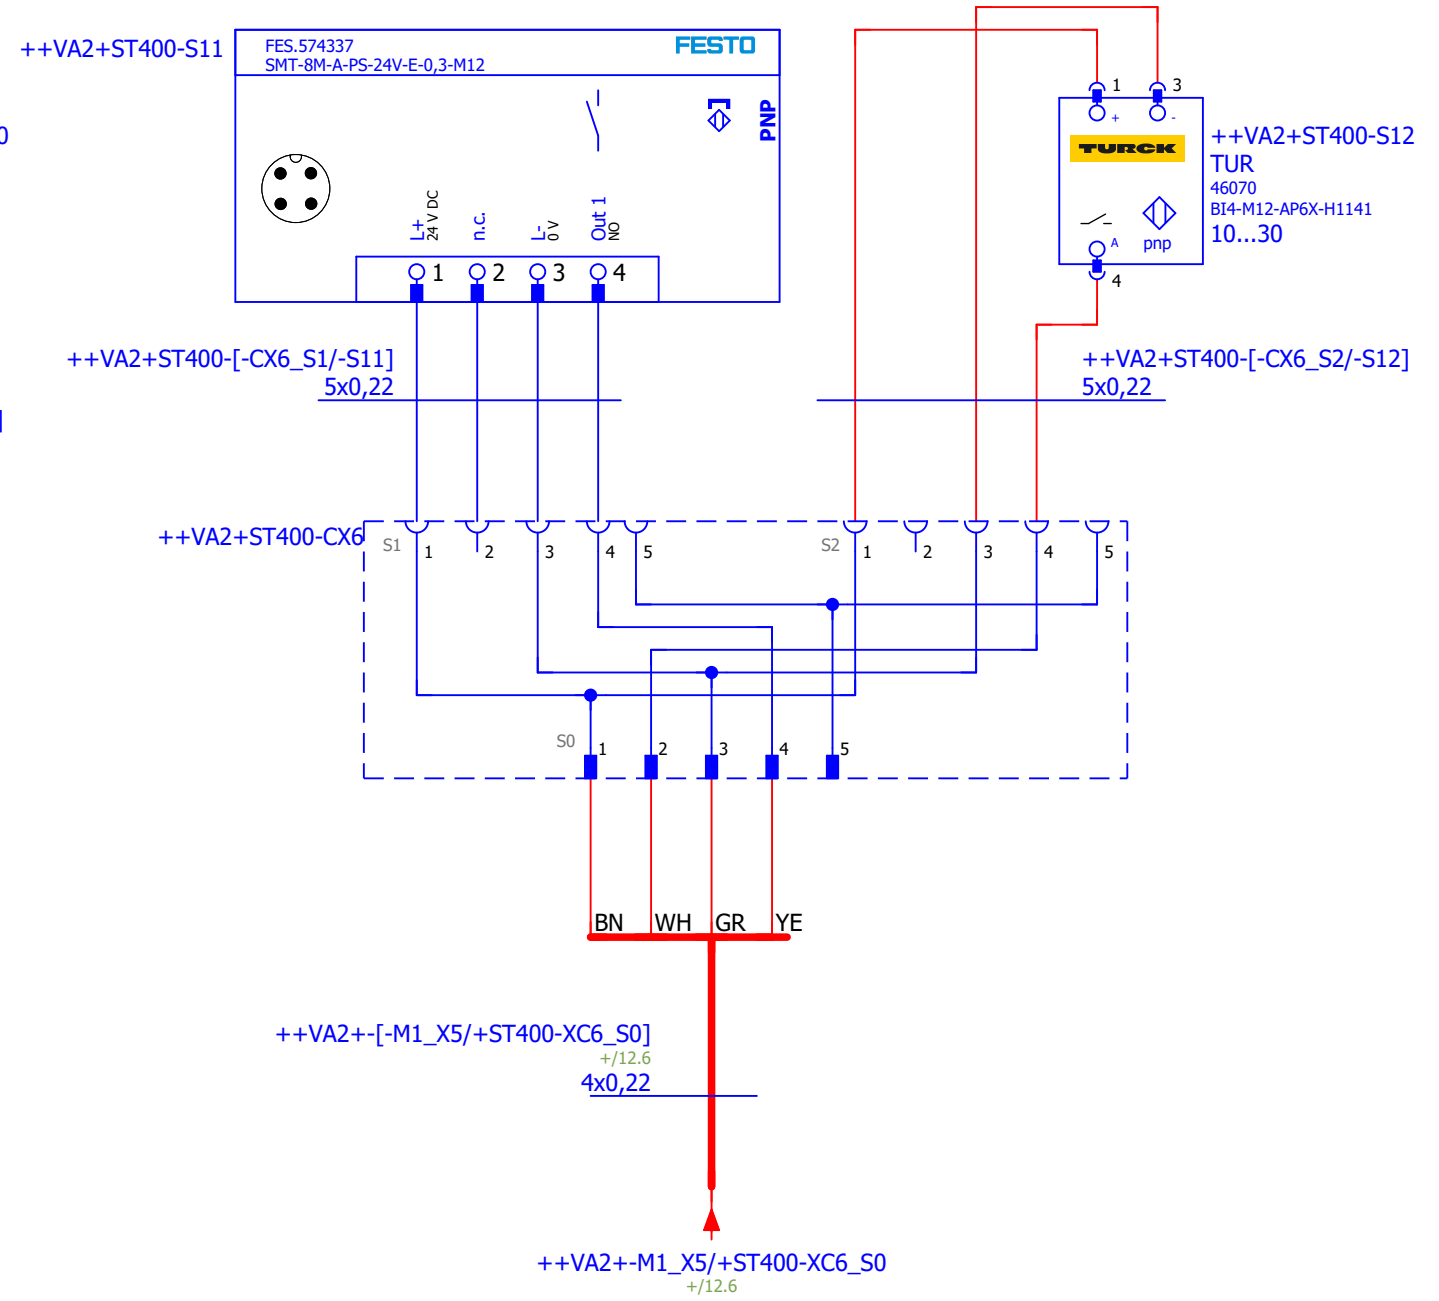 ++VA2+ST400-S11
FES.574337
SMT-8M-A-PS-24V-E-0,3-M12
FESTO
PNP
L+
24 V DC
n.c.
L-
0 V
Out 1
NO
1 2 3 4
1 3
+ -
TURCK
A
pnp
4
++VA2+ST400-S12
TUR
46070
BI4-M12-AP6X-H1141
10...30
0
]
++VA2+ST400-[-CX6_S1/-S11]
5x0,22
++VA2+ST400-[-CX6_S2/-S12]
5x0,22
++VA2+ST400-CX6
S1 1 2 3 4 5
S2 1 2 3 4 5
S0 1 2 3 4 5
BN WH GR YE
++VA2+-[-M1_X5/+ST400-XC6_S0]
+/12.6
4x0,22
++VA2+-M1_X5/+ST400-XC6_S0
+/12.6